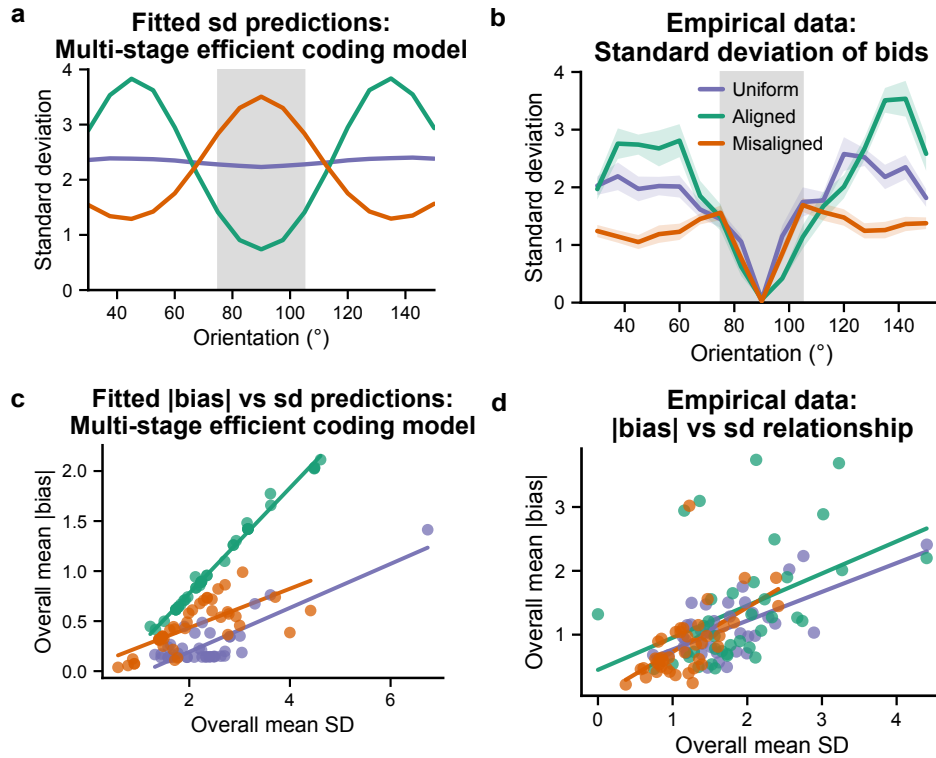 a
Fitted sd predictions:
Multi-stage efficient coding model
Standard deviation
4
3
2
1
0
40
60
80
100
120
140
Orientation (°)
b
Empirical data:
Standard deviation of bids
Uniform
Aligned
Misaligned
Standard deviation
4
3
2
1
0
40
60
80
100
120
140
Orientation (°)
c
Fitted |bias| vs sd predictions:
Multi-stage efficient coding model
Overall mean |bias|
2.0
1.5
1.0
0.5
0.0
2
4
6
Overall mean SD
d
Empirical data:
|bias| vs sd relationship
Overall mean |bias|
3
2
1
0
0
1
2
3
4
Overall mean SD